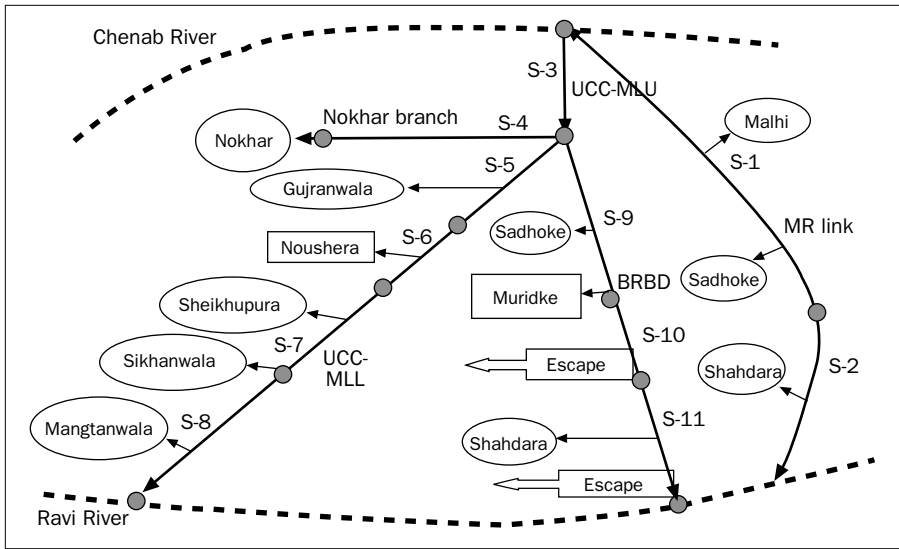 Chenab River
S-3
UCC-MLU
Malhi
Nokhar branch
S-4
Nokhar
S-5
S-1
Gujranwala
S-9
MR link
Sadhoke
S-6
Noushera
Sadhoke
BRBD
Muridke
Sheikhupura
S-10
S-7
UCC-
MLL
Escape
S-2
Sikhanwala
Shahdara
Mangtanwala
S-8
S-11
Shahdara
Escape
Ravi River